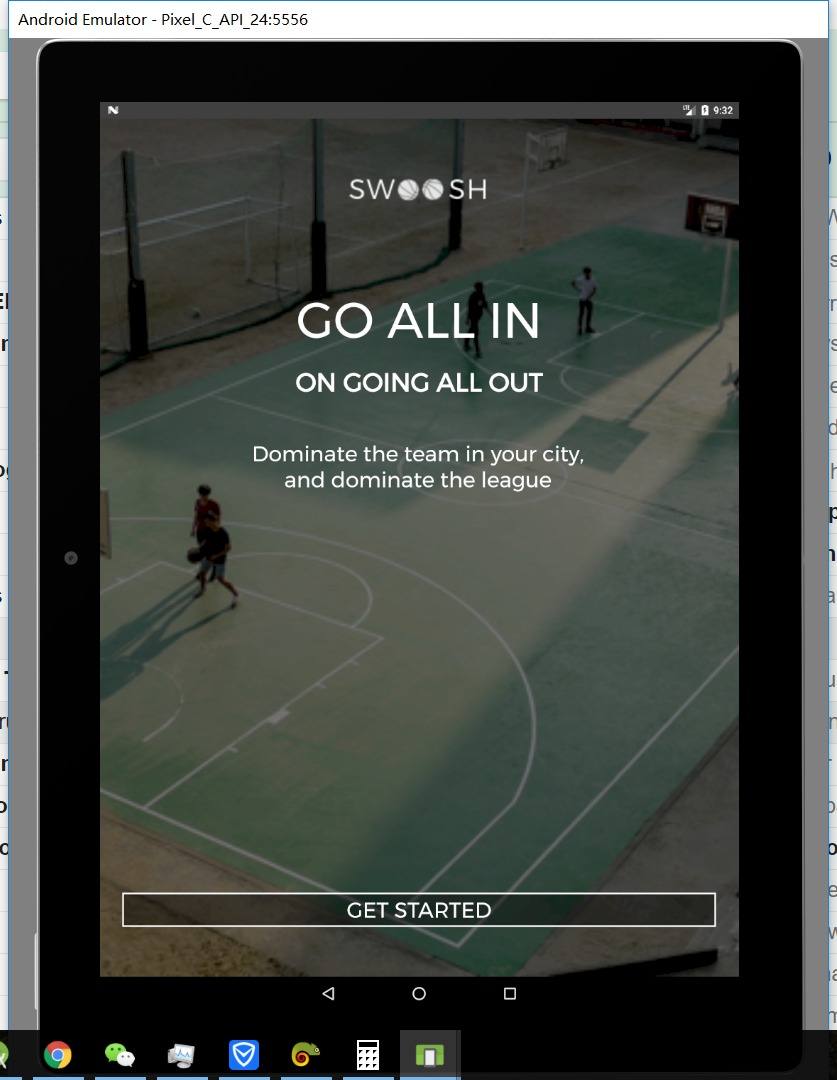 Android Emulator - Pixel_C_API_24:5556
LTE
9:32
SWOOSH
GO ALL IN
ON GOING ALL OUT
Dominate the team in your city,
and dominate the league
GET STARTED